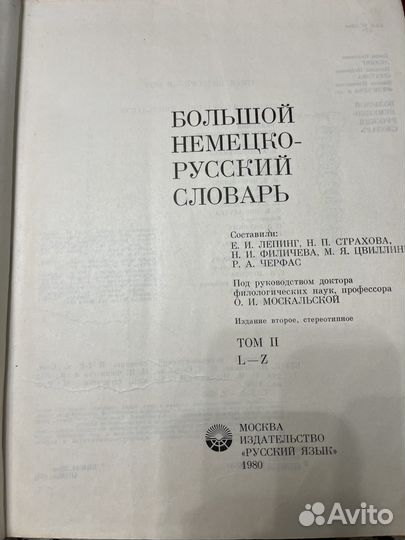 БОЛЬШОЙ
НЕМЕЦКО-
РУССКИЙ
СЛОВАРЬ
Составили:
Е. И. ЛЕПИНГ, Н. П. СТРАХОВА,
Н. И. ФИЛИЧЕВА, М. Я. ЦВИЛЛИНГ
Р. А. ЧЕРФАС
Под руководством доктора
филологических наук, профессора
О. И. МОСКАЛЬСКОЙ
Издание второе, стереотипное
ТОМ II
L—Z
МОСКВА
ИЗДАТЕЛЬСТВО
«РУССКИЙ ЯЗЫК»
1980
Avito